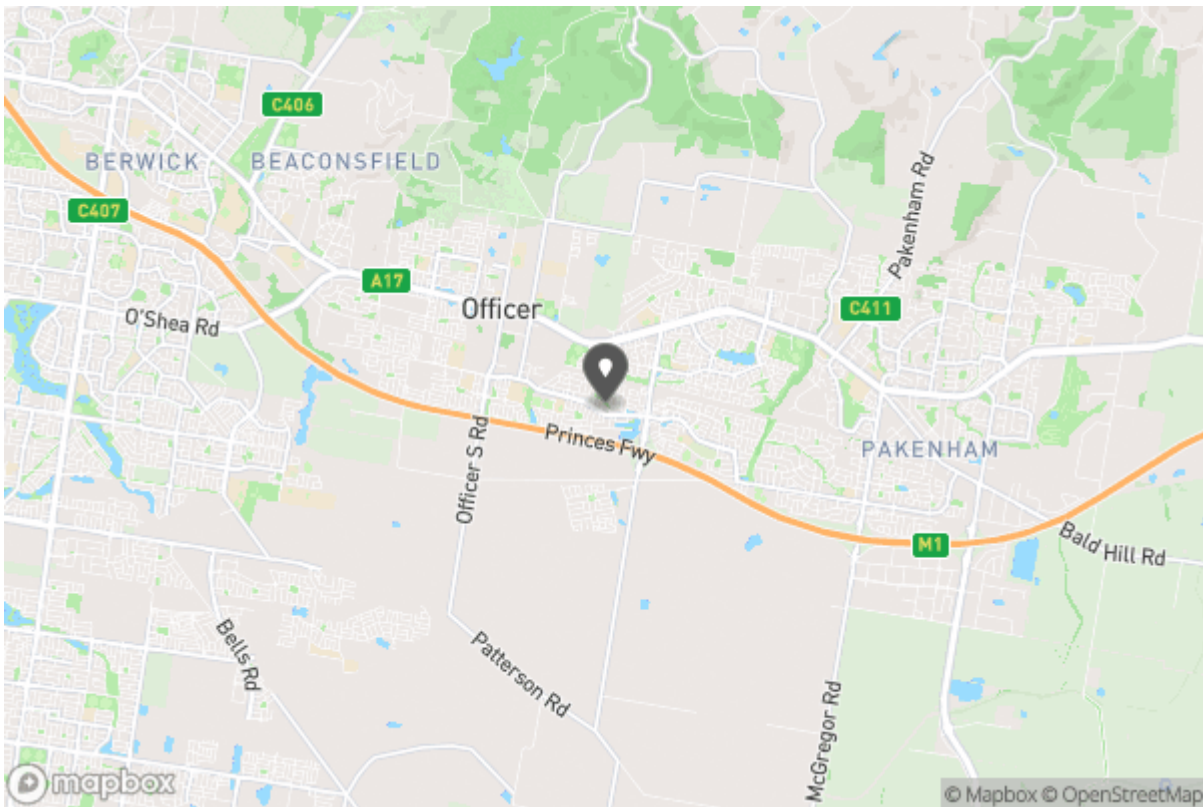 C406
BERWICK
BEACONSFIELD
Pakenham Rd
C407
A17
Officer
C411
O'Shea Rd
Princes Fwy
PAKENHAM
Officer S Rd
M1
Bald Hill Rd
Bells Rd
Patterson Rd
McGregor Rd
mapbox
© Mapbox © OpenStreetMap